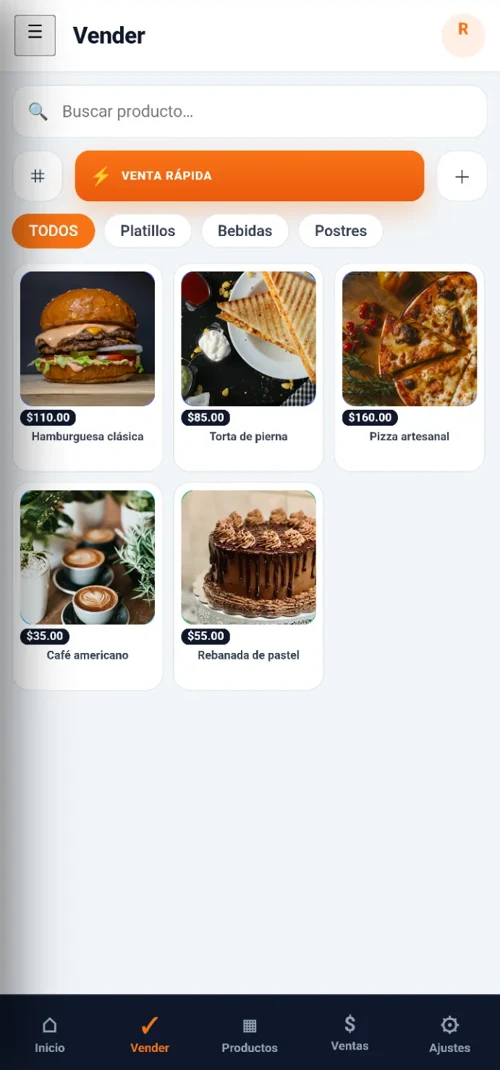 Vender
R
Buscar producto...
VENTA RÁPIDA
TODOS
Platillos
Bebidas
Postres
$110.00
Hamburguesa clásica
$85.00
Torta de pierna
$160.00
Pizza artesanal
$35.00
Café americano
$55.00
Rebanada de pastel
Inicio
Vender
Productos
$
Ventas
Ajustes